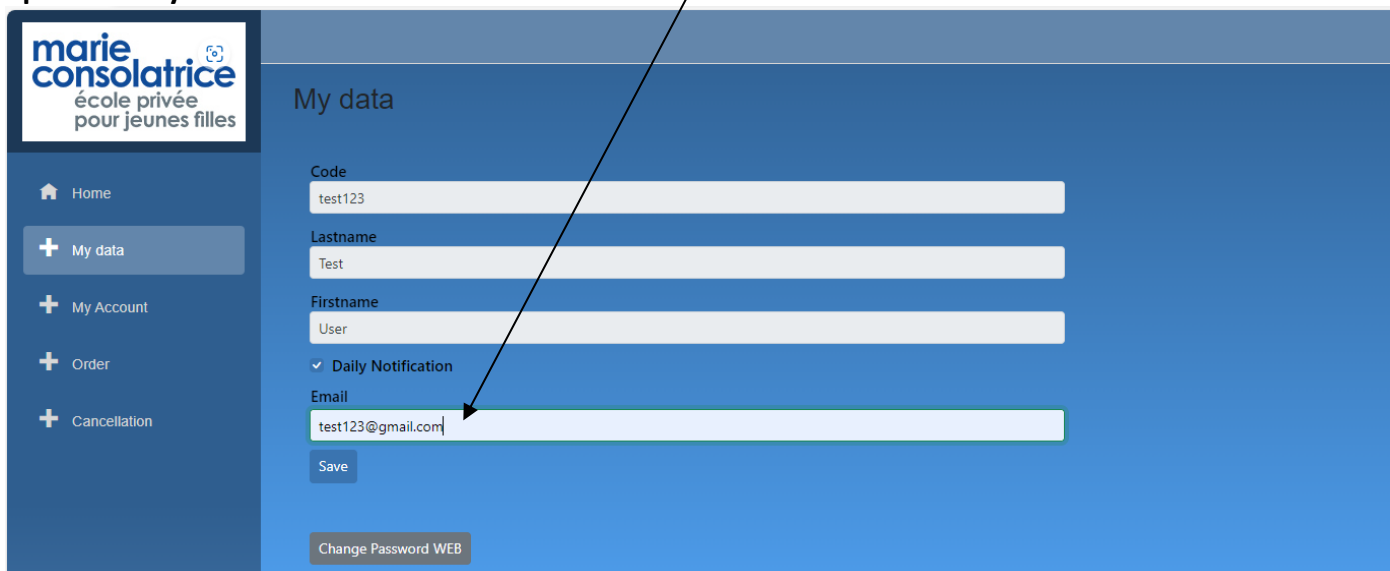 marie
consolatrice
école privée
pour jeunes filles
Home
My data
My Account
Order
Cancellation
My data
Code
test123
Lastname
Test
Firstname
User
Daily Notification
Email
test123@gmail.com
Save
Change Password WEB